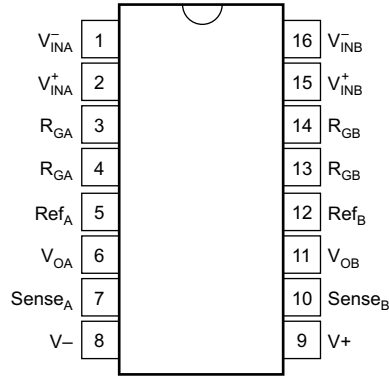 V⁻INA 1 16 V⁻INB
V⁺INA 2 15 V⁺INB
RGA 3 14 RGB
RGA 4 13 RGB
RefA 5 12 RefB
VOA 6 11 VOB
SenseA 7 10 SenseB
V– 8 9 V+